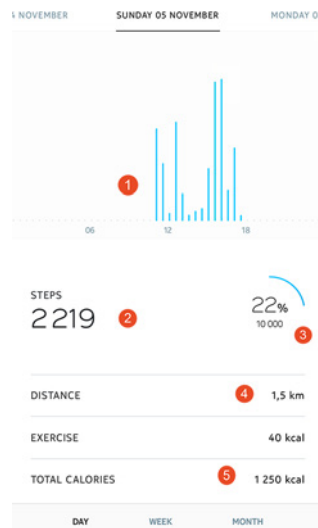 NOVEMBER SUNDAY 05 NOVEMBER MONDAY 0
1
06 12 18
STEPS
2 219 2 22%
10 000
3
DISTANCE 4 1,5 km
EXERCISE 40 kcal
TOTAL CALORIES 5 1 250 kcal
DAY WEEK MONTH